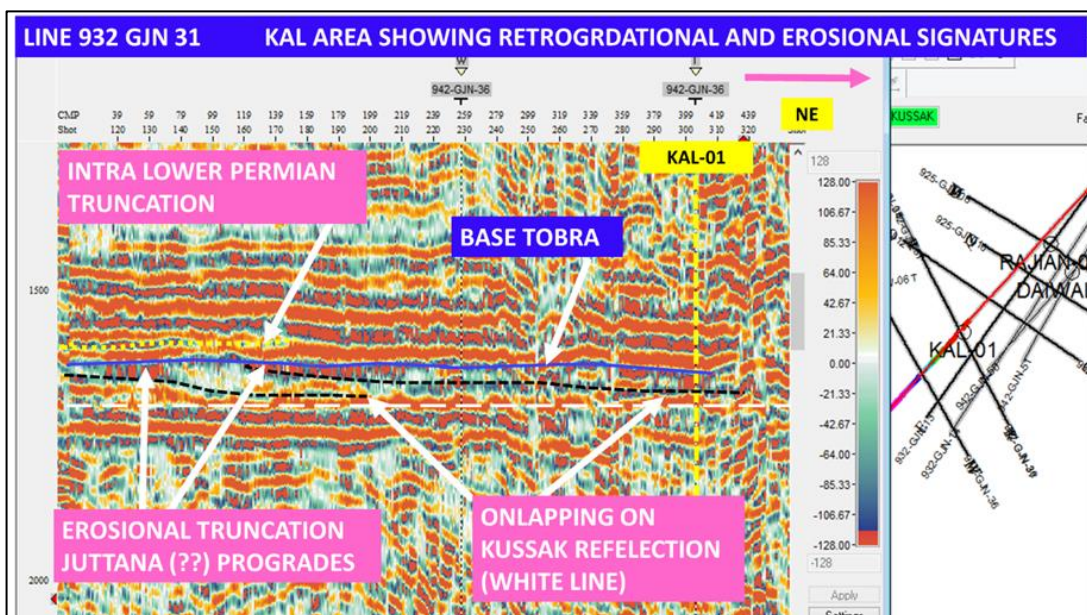 LINE 932 GJN 31 KAL AREA SHOWING RETROGRDATIONAL AND EROSIONAL SIGNATURES
W I
942-GJN-36 942-GJN-36
CMP 39 59 79 99 119 139 159 179 199 219 239 259 279 299 319 339 359 379 399 419 439
Shot 120 130 140 150 160 170 180 190 200 210 220 230 240 250 260 270 280 290 300 310 320
NE
KAL-01
INTRA LOWER PERMIAN
TRUNCATION
BASE TOBRA
1500
2000
EROSIONAL TRUNCATION
JUTTANA (??) PROGRADES
ONLAPPING ON
KUSSAK REFELECTION
(WHITE LINE)
128
128.00
106.67
85.33
64.00
42.67
21.33
0.00
-21.33
-42.67
-64.00
-85.33
-106.67
-128.00
-128
Apply
KUSSAK
Fa
RAJIAN-0
KAL-01